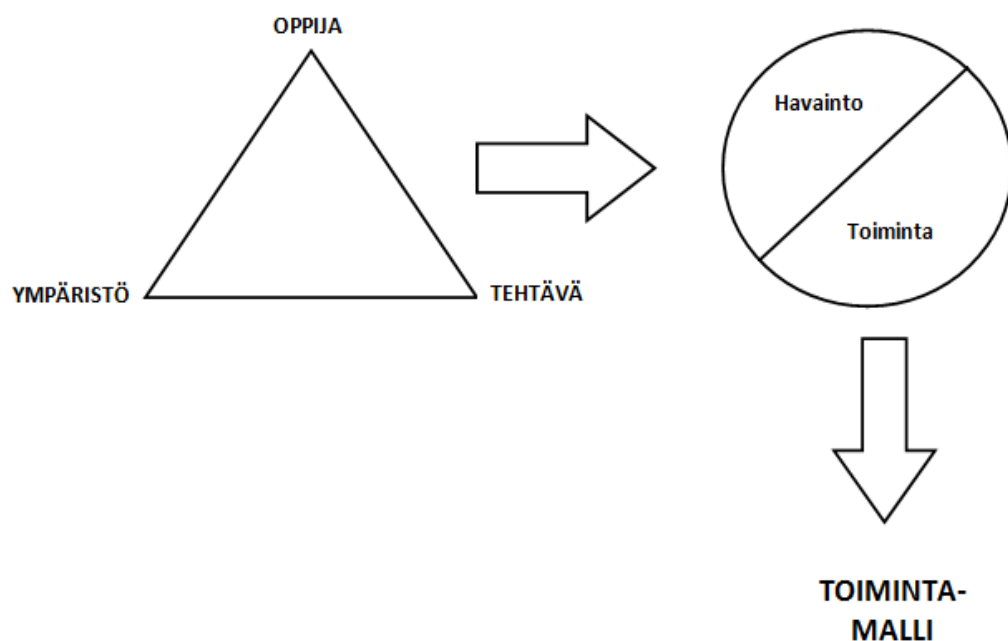 OPPIJA
Havainto
Toiminta
YMPÄRISTÖ
TEHTÄVÄ
TOIMINTA-
MALLI